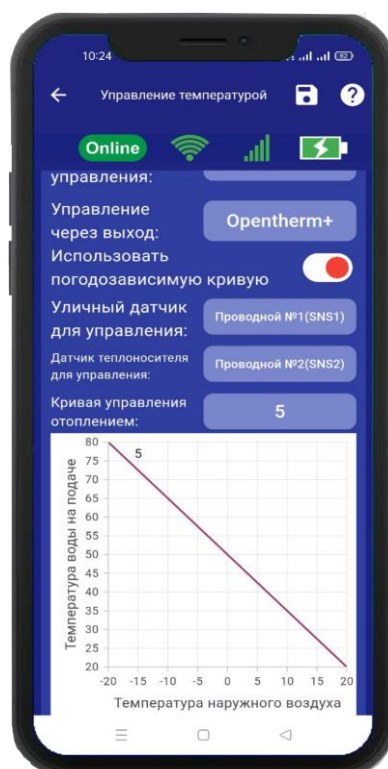 10:24
82
Управление температурой
?
Online
управления:
Управление
через выход:
Opentherm+
Использовать
погодозависимую кривую
Уличный датчик
для управления:
Проводной №1(SNS1)
Датчик теплоносителя
для управления:
Проводной №2(SNS2)
Кривая управления
отоплением:
5
Температура воды на подаче
80
75
70
65
60
55
50
45
40
35
30
25
20
5
-20 -15 -10 -5 0 5 10 15 20
Температура наружного воздуха